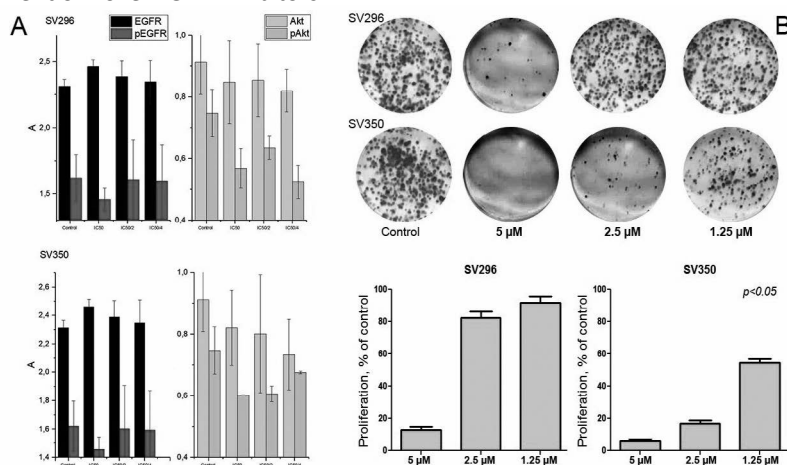 A
SV296
EGFR
pEGFR
Akt
pAkt
2,5
2,0
1,5
A
1,0
0,8
0,6
0,4
Control
IC50
IC50/2
IC50/4
Control
IC50
IC50/2
IC50/4
SV350
2,6
2,4
2,2
2,0
1,8
1,6
1,4
A
1,0
0,8
0,6
0,4
Control
IC50
Control
IC50
B
SV296
SV350
Control
5 µM
2.5 µM
1.25 µM
SV296
Proliferation, % of control
100
80
60
40
20
0
5 µM
2.5 µM
1.25 µM
SV350
p<0.05
Proliferation, % of control
100
80
60
40
20
0
5 µM
2.5 µM
1.25 µM